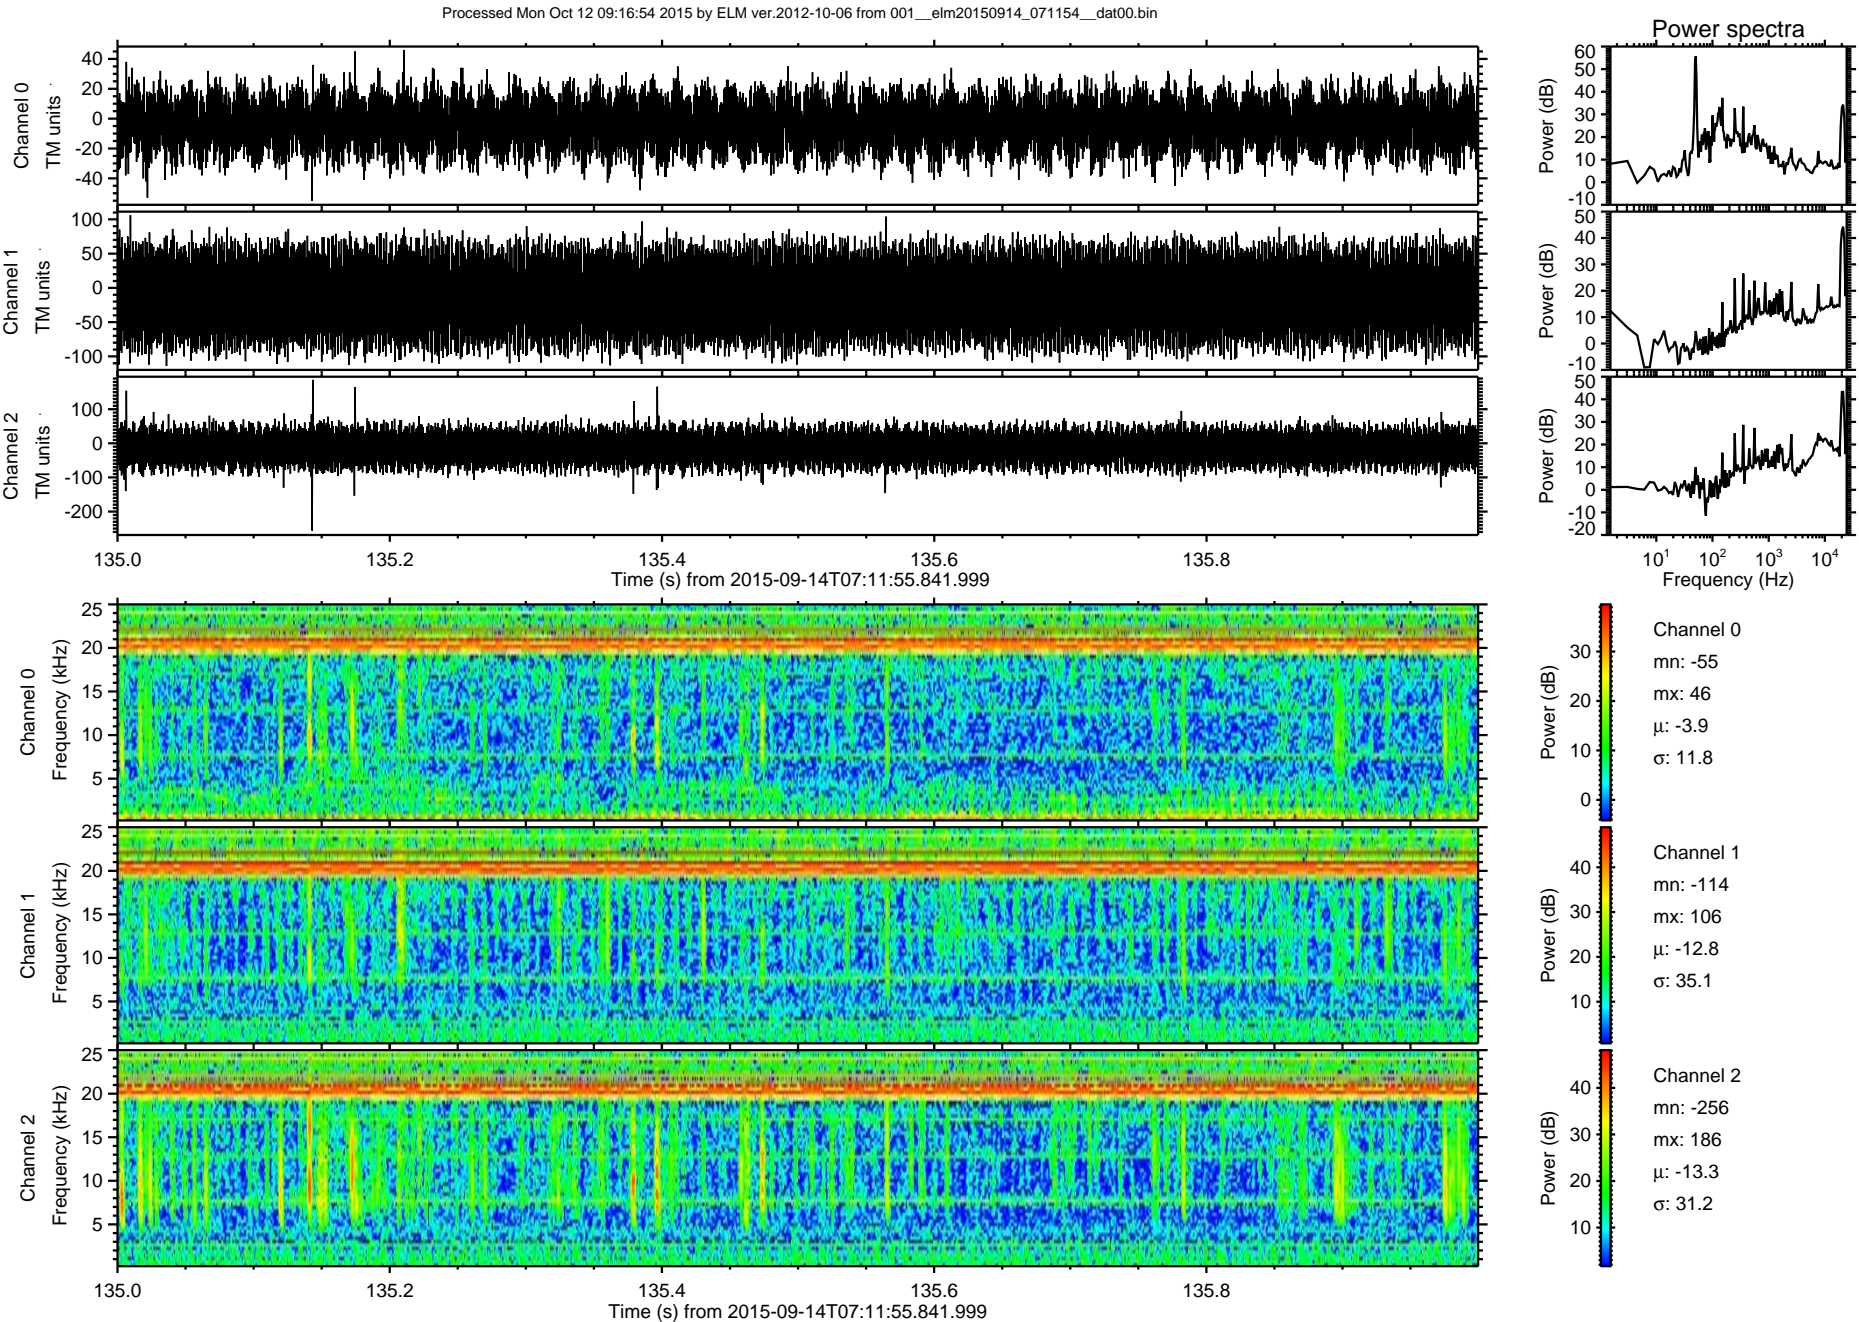 Processed Mon Oct 12 09:16:54 2015 by ELM ver.2012-10-06 from 001__elm20150914_071154__dat00.bin
Power spectra
Channel 0
TM units
40
20
0
-20
-40
Power (dB)
60
50
40
30
20
10
0
-10
Channel 1
TM units
100
50
0
-50
-100
Power (dB)
50
40
30
20
10
0
-10
Channel 2
TM units
100
0
-100
-200
Power (dB)
50
40
30
20
10
0
-10
-20
135.0 135.2 135.4 135.6 135.8
Time (s) from 2015-09-14T07:11:55.841.999
10¹ 10² 10³ 10⁴
Frequency (Hz)
Channel 0
Frequency (kHz)
25
20
15
10
5
Power (dB)
30
20
10
0
Channel 0
mn: -55
mx: 46
μ: -3.9
σ: 11.8
Channel 1
Frequency (kHz)
25
20
15
10
5
Power (dB)
40
30
20
10
Channel 1
mn: -114
mx: 106
μ: -12.8
σ: 35.1
Channel 2
Frequency (kHz)
25
20
15
10
5
Power (dB)
40
30
20
10
Channel 2
mn: -256
mx: 186
μ: -13.3
σ: 31.2
135.0 135.2 135.4 135.6 135.8
Time (s) from 2015-09-14T07:11:55.841.999